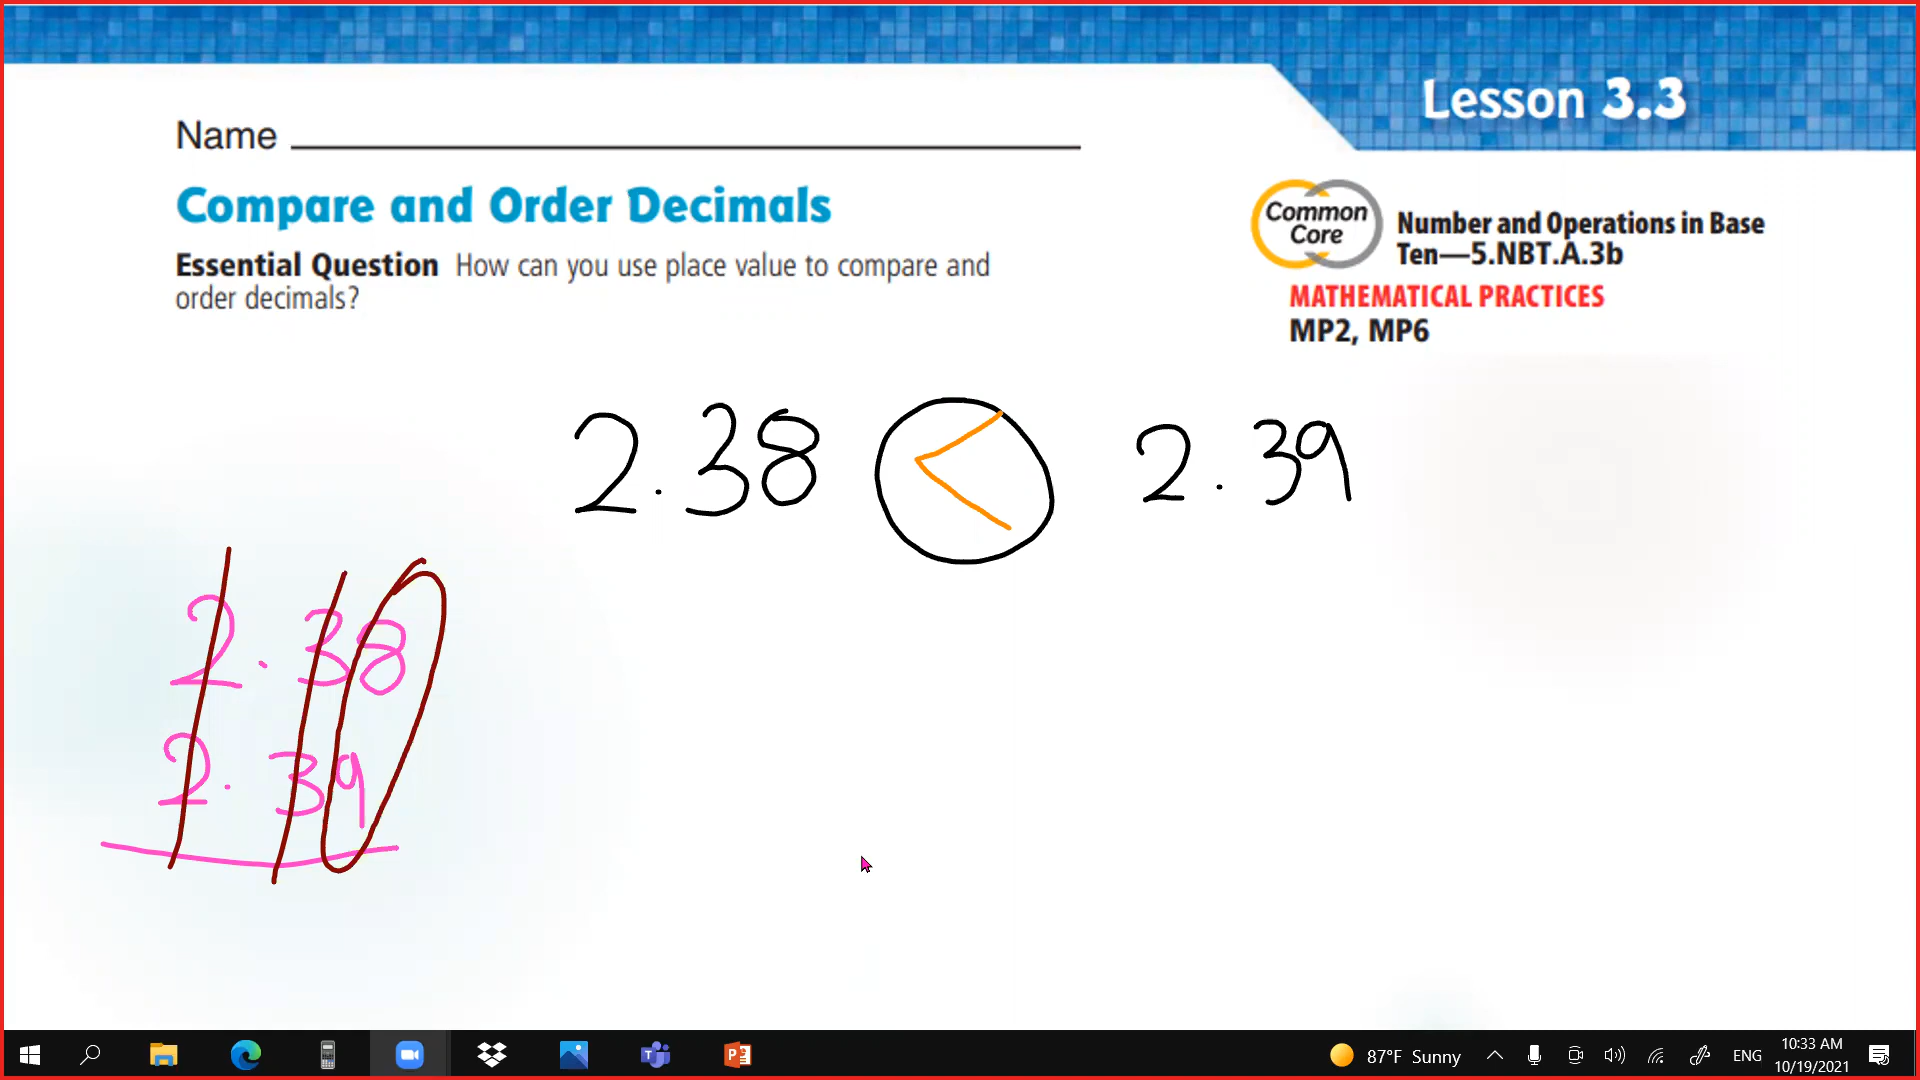 Lesson 3.3
Name
Compare and Order Decimals
Essential Question How can you use place value to compare and
order decimals?
Common
Core
Number and Operations in Base
Ten—5.NBT.A.3b
MATHEMATICAL PRACTICES
MP2, MP6
2.38 < 2.39
2.38
2.39
87°F Sunny
ENG
10:33 AM
10/19/2021